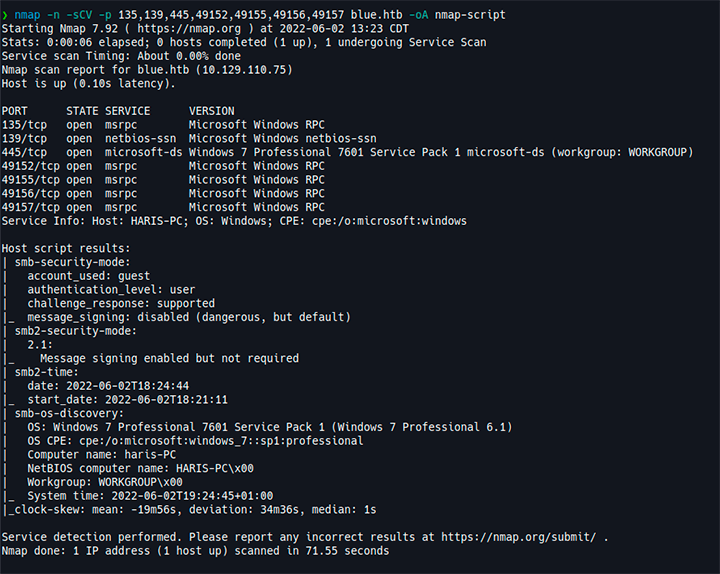 ❯ nmap -n -sCV -p 135,139,445,49152,49155,49156,49157 blue.htb -oA nmap-script
Starting Nmap 7.92 ( https://nmap.org ) at 2022-06-02 13:23 CDT
Stats: 0:00:06 elapsed; 0 hosts completed (1 up), 1 undergoing Service Scan
Service scan Timing: About 0.00% done
Nmap scan report for blue.htb (10.129.110.75)
Host is up (0.10s latency).

PORT      STATE SERVICE      VERSION
135/tcp   open  msrpc        Microsoft Windows RPC
139/tcp   open  netbios-ssn  Microsoft Windows netbios-ssn
445/tcp   open  microsoft-ds Windows 7 Professional 7601 Service Pack 1 microsoft-ds (workgroup: WORKGROUP)
49152/tcp open  msrpc        Microsoft Windows RPC
49155/tcp open  msrpc        Microsoft Windows RPC
49156/tcp open  msrpc        Microsoft Windows RPC
49157/tcp open  msrpc        Microsoft Windows RPC
Service Info: Host: HARIS-PC; OS: Windows; CPE: cpe:/o:microsoft:windows

Host script results:
| smb-security-mode:
|   account_used: guest
|   authentication_level: user
|   challenge_response: supported
|_  message_signing: disabled (dangerous, but default)
| smb2-security-mode:
|   2.1:
|_    Message signing enabled but not required
| smb2-time:
|   date: 2022-06-02T18:24:44
|_  start_date: 2022-06-02T18:21:11
| smb-os-discovery:
|   OS: Windows 7 Professional 7601 Service Pack 1 (Windows 7 Professional 6.1)
|   OS CPE: cpe:/o:microsoft:windows_7::sp1:professional
|   Computer name: haris-PC
|   NetBIOS computer name: HARIS-PC\x00
|   Workgroup: WORKGROUP\x00
|_  System time: 2022-06-02T19:24:45+01:00
|_clock-skew: mean: -19m56s, deviation: 34m36s, median: 1s

Service detection performed. Please report any incorrect results at https://nmap.org/submit/ .
Nmap done: 1 IP address (1 host up) scanned in 71.55 seconds